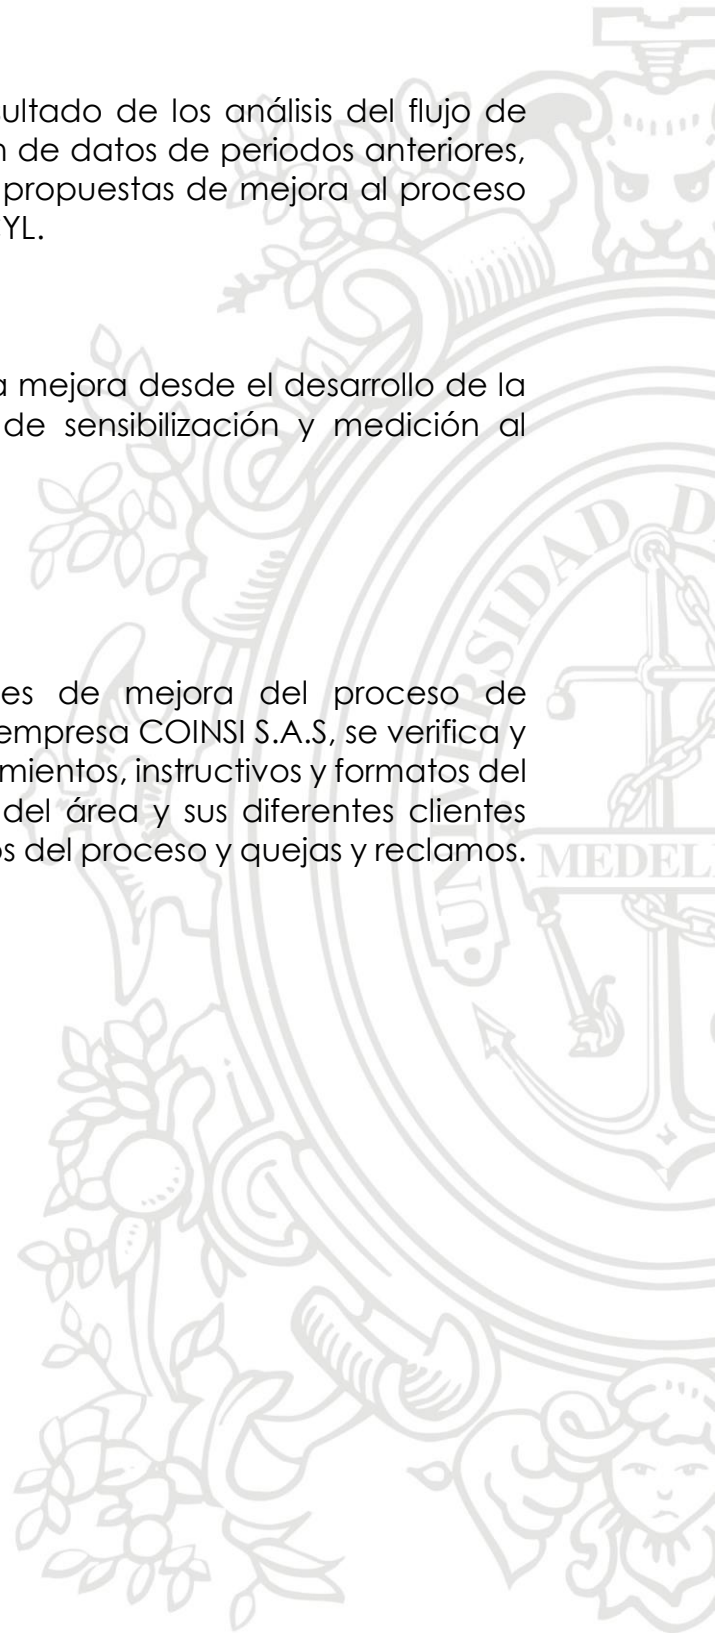 sultado de los análisis del flujo de
n de datos de periodos anteriores,
propuestas de mejora al proceso
YL.
a mejora desde el desarrollo de la
de sensibilización y medición al
es de mejora del proceso de
empresa COINSI S.A.S, se verifica y
mientos, instructivos y formatos del
del área y sus diferentes clientes
os del proceso y quejas y reclamos.
UNIVERSIDAD D
MEDEL